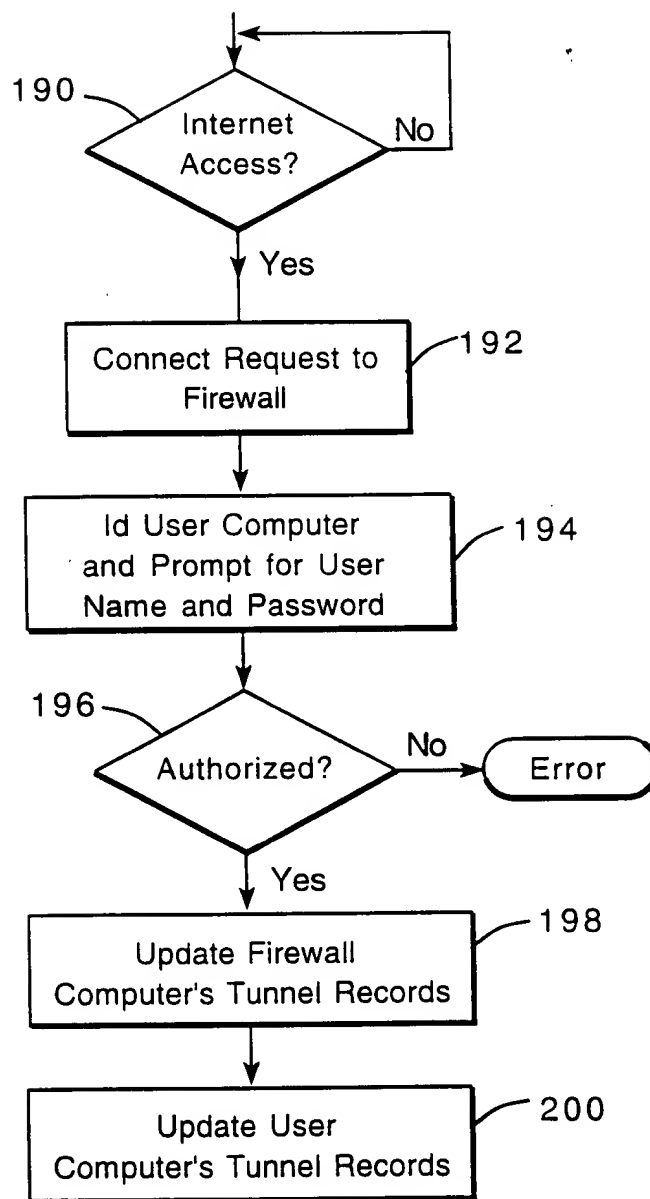 190
Internet
Access?
No
Yes
192
Connect Request to
Firewall
194
Id User Computer
and Prompt for User
Name and Password
196
Authorized?
No
Error
Yes
198
Update Firewall
Computer's Tunnel Records
200
Update User
Computer's Tunnel Records